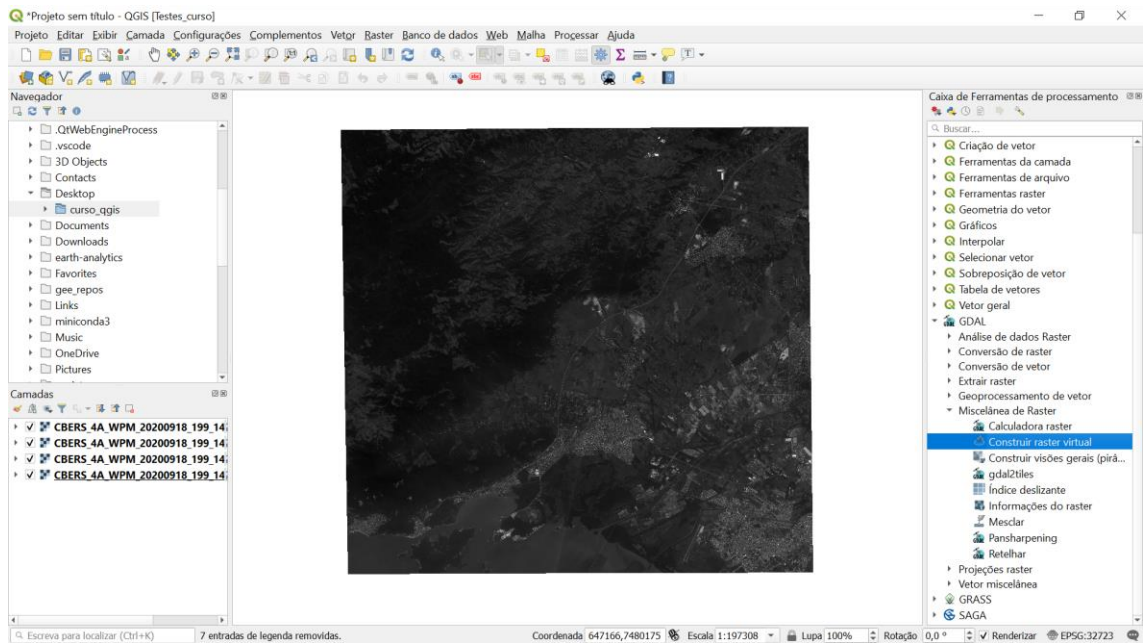 *Projeto sem título - QGIS [Testes_curso]
Projeto Editar Exibir Camada Configurações Complementos Vetor Raster Banco de dados Web Malha Processar Ajuda
Navegador
.QtWebEngineProcess
.vscode
3D Objects
Contacts
Desktop
curso_qgis
Documents
Downloads
earth-analytics
Favorites
gee_repos
Links
miniconda3
Music
OneDrive
Pictures
Camadas
CBERS_4A_WPM_20200918_199_14
CBERS_4A_WPM_20200918_199_14
CBERS_4A_WPM_20200918_199_14
CBERS_4A_WPM_20200918_199_14
Caixa de Ferramentas de processamento
Buscar...
Criação de vetor
Ferramentas da camada
Ferramentas de arquivo
Ferramentas raster
Geometria do vetor
Gráficos
Interpolar
Selecionar vetor
Sobreposição de vetor
Tabela de vetores
Vetor geral
GDAL
Análise de dados Raster
Conversão de raster
Conversão de vetor
Extrair raster
Geoprocessamento de vetor
Miscelánea de Raster
Calculadora raster
Construir raster virtual
Construir visões gerais (pirâ...
gdal2tiles
Índice deslizante
Informações do raster
Mesclar
Pansharpening
Retelhar
Projeções raster
Vetor miscelánea
GRASS
SAGA
Escreva para localizar (Ctrl+K) 7 entradas de legenda removidas. Coordenada 647166,7480175 Escala 1:197308 Lupa 100% Rotação 0,0 ° Renderizar EPSG:32723